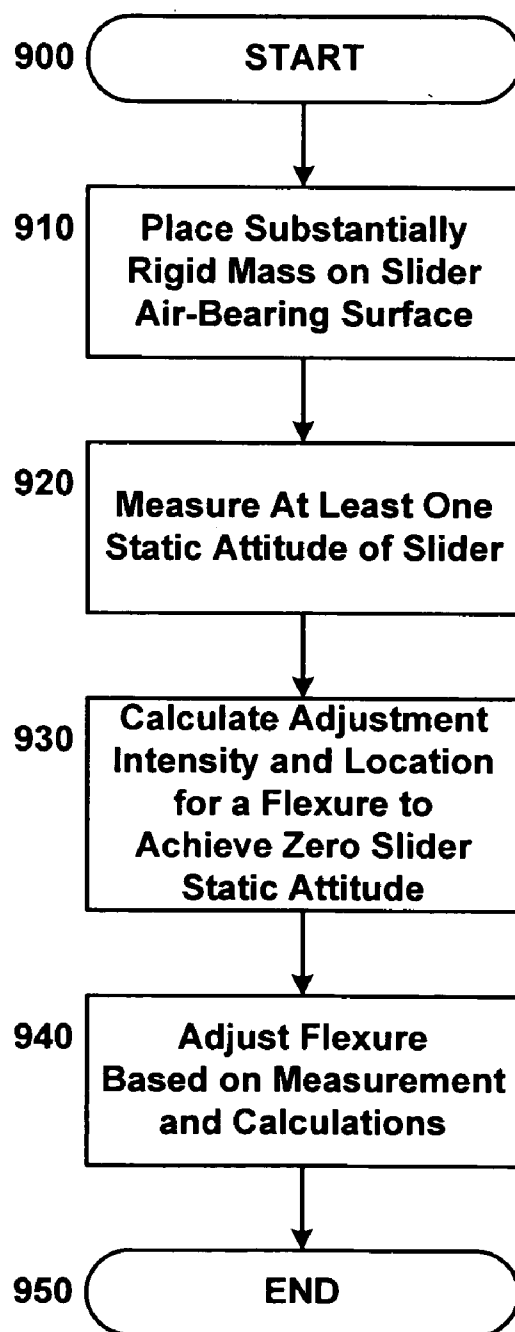 900
START
910
Place Substantially
Rigid Mass on Slider
Air-Bearing Surface
920
Measure At Least One
Static Attitude of Slider
930
Calculate Adjustment
Intensity and Location
for a Flexure to
Achieve Zero Slider
Static Attitude
940
Adjust Flexure
Based on Measurement
and Calculations
950
END